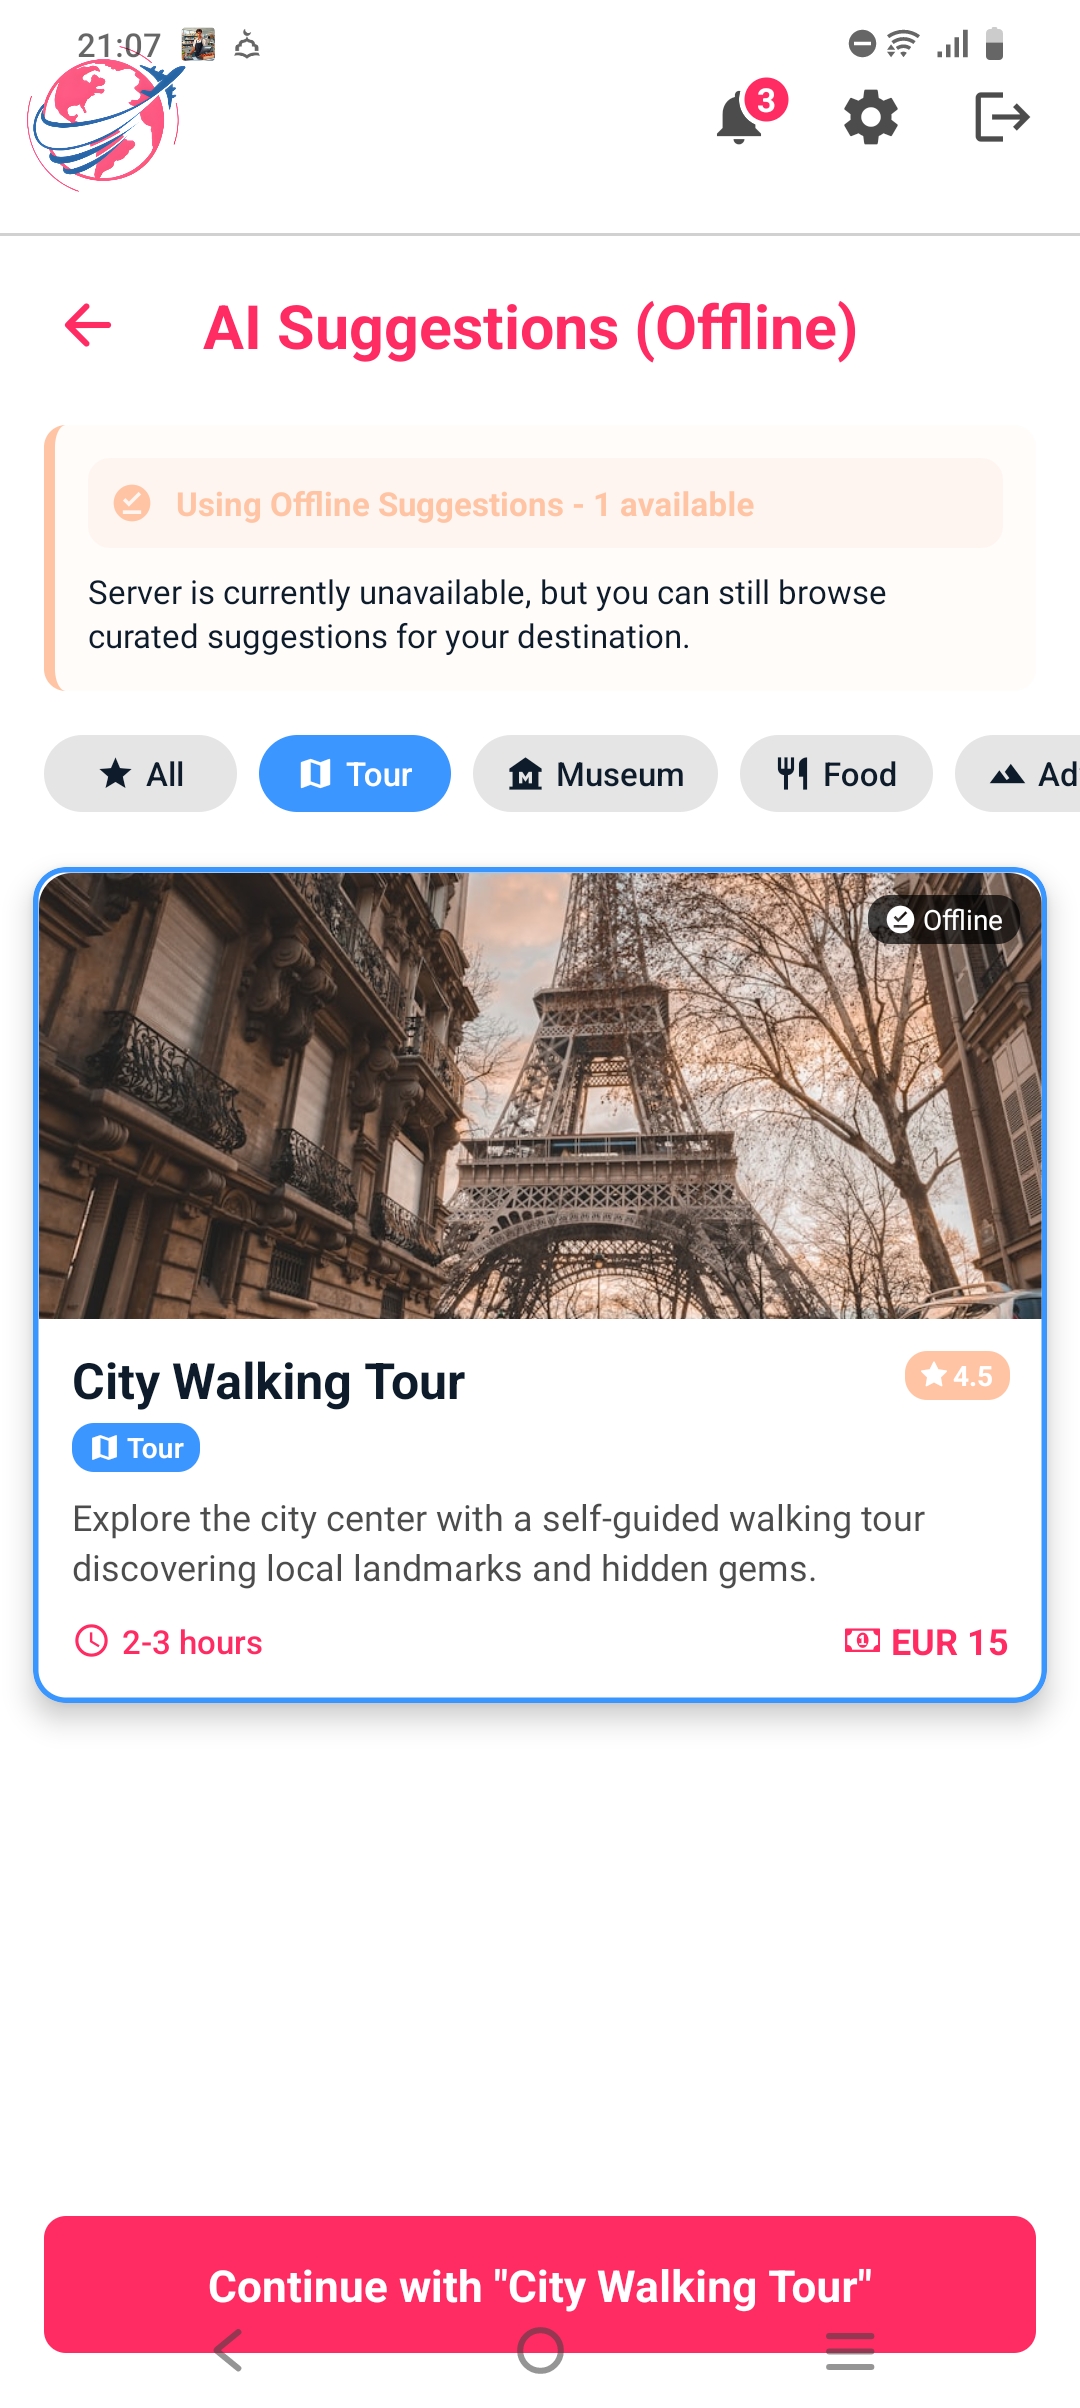 21:07
3
AI Suggestions (Offline)
Using Offline Suggestions - 1 available
Server is currently unavailable, but you can still browse
curated suggestions for your destination.
All
Tour
Museum
Food
Ad
Offline
City Walking Tour
4.5
Tour
Explore the city center with a self-guided walking tour
discovering local landmarks and hidden gems.
2-3 hours
EUR 15
Continue with "City Walking Tour"